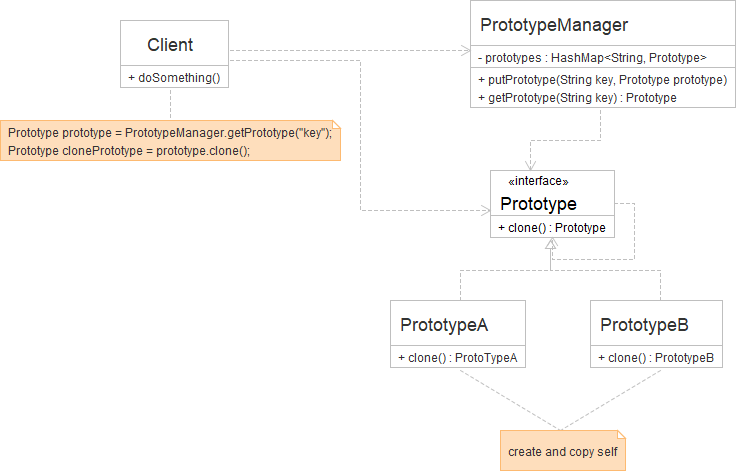 Client
+ doSomething()
Prototype prototype = PrototypeManager.getPrototype("key");
Prototype clonePrototype = prototype.clone();
PrototypeManager
- prototypes : HashMap<String, Prototype>
+ putPrototype(String key, Prototype prototype)
+ getPrototype(String key) : Prototype
«interface»
Prototype
+ clone() : Prototype
PrototypeA
+ clone() : ProtoTypeA
PrototypeB
+ clone() : PrototypeB
create and copy self